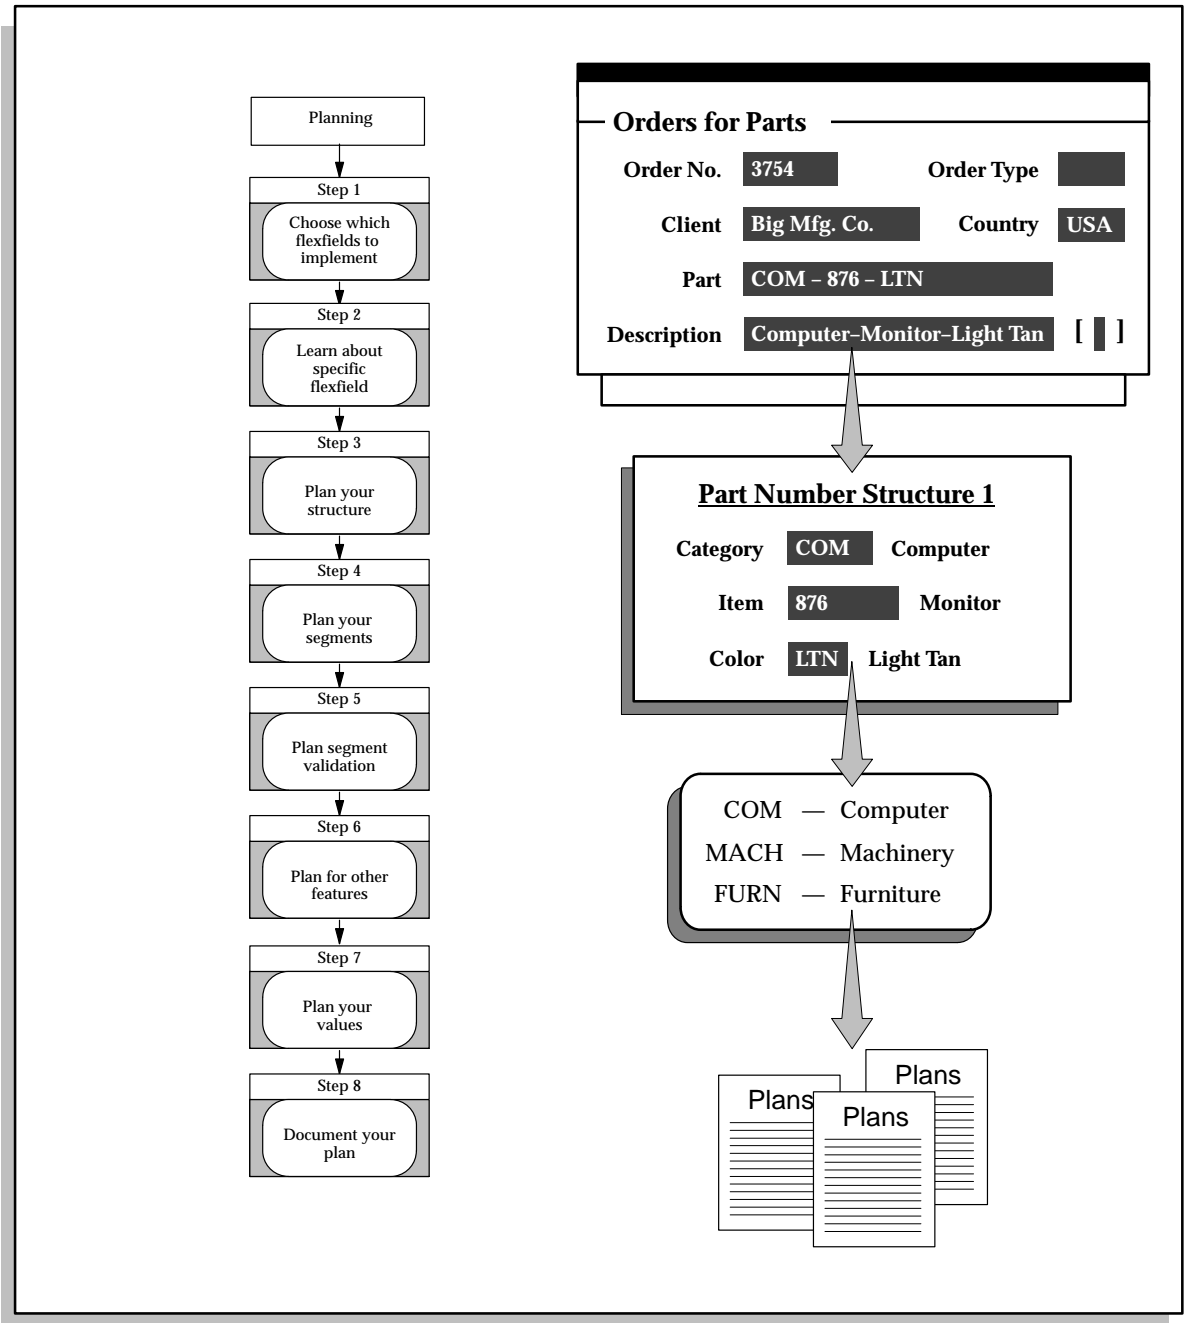 Planning
Step 1
Choose which
flexfields to
implement
Step 2
Learn about
specific
flexfield
Step 3
Plan your
structure
Step 4
Plan your
segments
Step 5
Plan segment
validation
Step 6
Plan for other
features
Step 7
Plan your
values
Step 8
Document your
plan
Orders for Parts
Order No. 3754 Order Type
Client Big Mfg. Co. Country USA
Part COM – 876 – LTN
Description Computer–Monitor–Light Tan [ ]
Part Number Structure 1
Category COM Computer
Item 876 Monitor
Color LTN Light Tan
COM — Computer
MACH — Machinery
FURN — Furniture
Plans
Plans
Plans